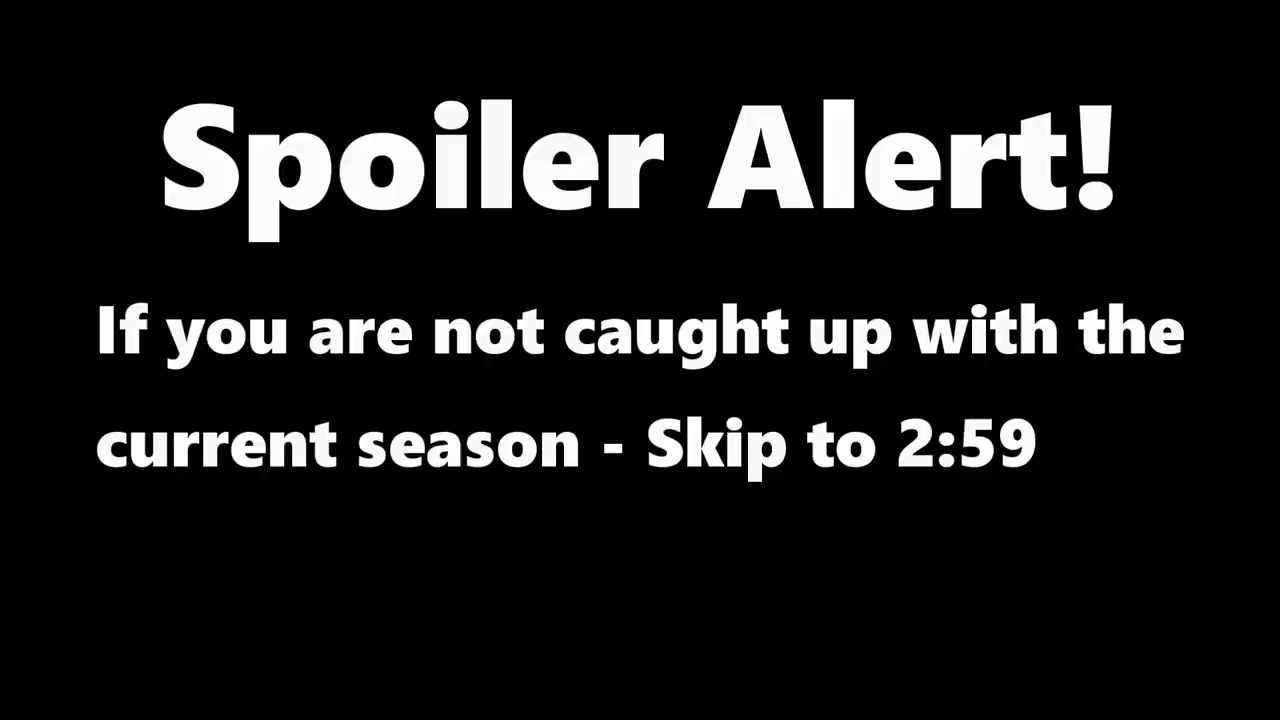 Spoiler Alert!
If you are not caught up with the
current season - Skip to 2:59